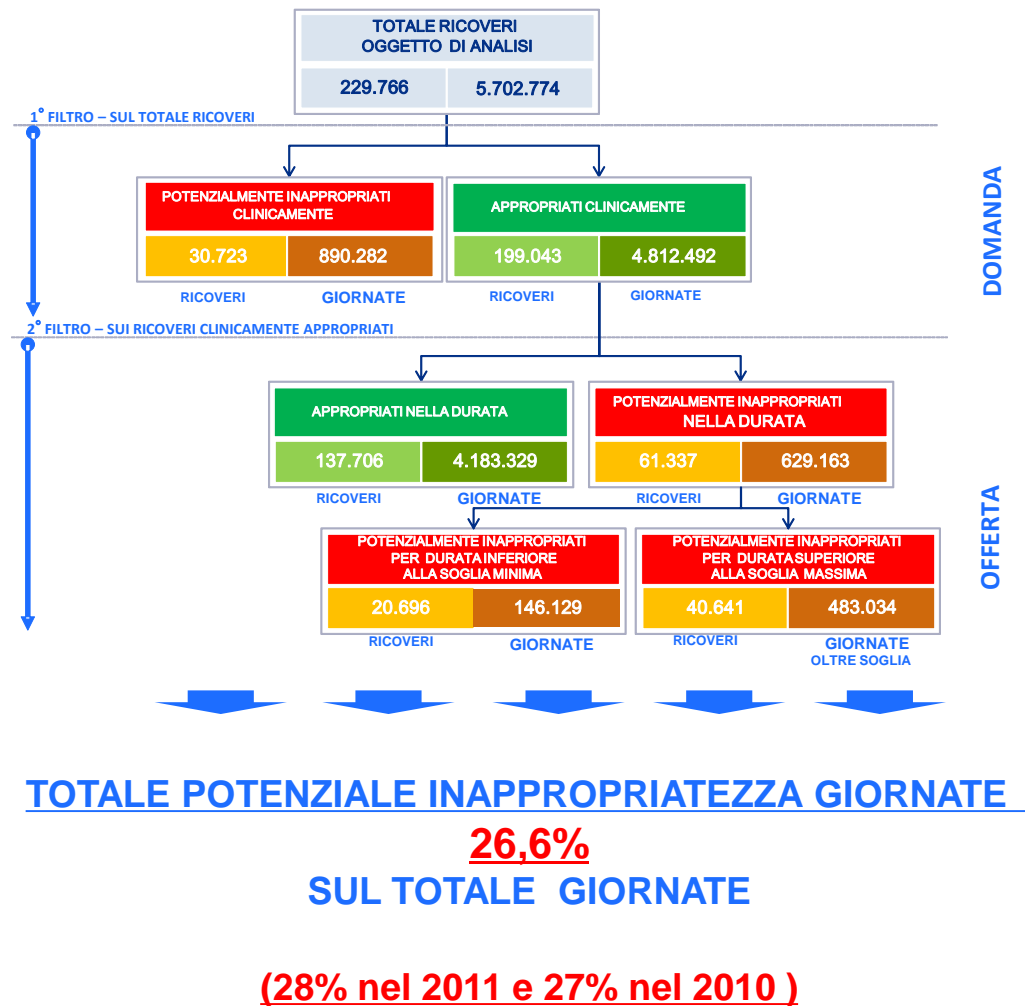 TOTALE RICOVERI
OGGETTO DI ANALISI
229.766 5.702.774
1° FILTRO – SUL TOTALE RICOVERI
DOMANDA
POTENZIALMENTE INAPPROPRIATI
CLINICAMENTE
30.723 890.282
RICOVERI GIORNATE
APPROPRIATI CLINICAMENTE
199.043 4.812.492
RICOVERI GIORNATE
2° FILTRO – SUI RICOVERI CLINICAMENTE APPROPRIATI
OFFERTA
APPROPRIATI NELLA DURATA
137.706 4.183.329
RICOVERI GIORNATE
POTENZIALMENTE INAPPROPRIATI
NELLA DURATA
61.337 629.163
RICOVERI GIORNATE
POTENZIALMENTE INAPPROPRIATI
PER DURATA INFERIORE
ALLA SOGLIA MINIMA
20.696 146.129
RICOVERI GIORNATE
POTENZIALMENTE INAPPROPRIATI
PER DURATA SUPERIORE
ALLA SOGLIA MASSIMA
40.641 483.034
RICOVERI GIORNATE
OLTRE SOGLIA
TOTALE POTENZIALE INAPPROPRIATEZZA GIORNATE
26,6%
SUL TOTALE GIORNATE
(28% nel 2011 e 27% nel 2010 )